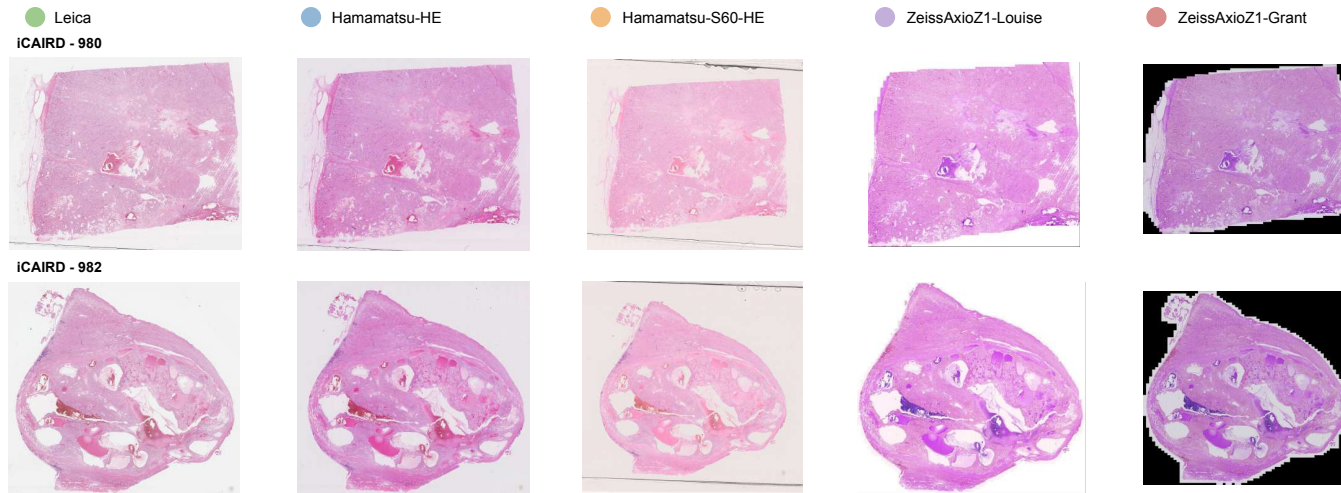 Leica Hamamatsu-HE Hamamatsu-S60-HE ZeissAxioZ1-Louise ZeissAxioZ1-Grant
iCAIRD - 980
iCAIRD - 982